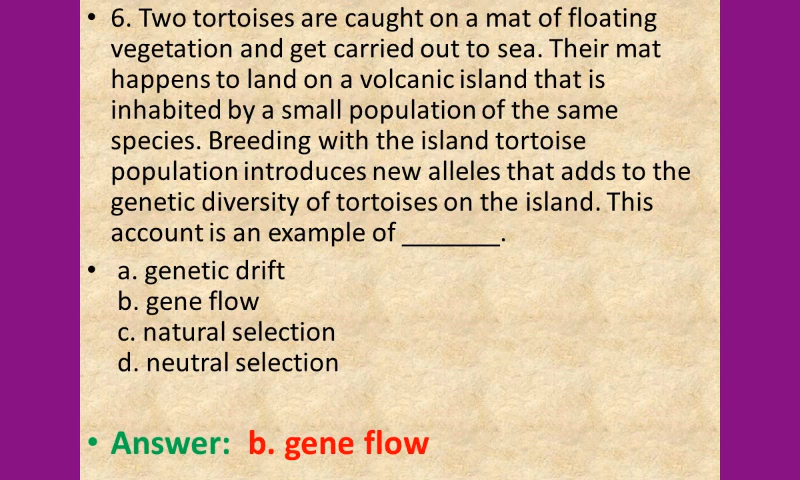 • 6. Two tortoises are caught on a mat of floating
vegetation and get carried out to sea. Their mat
happens to land on a volcanic island that is
inhabited by a small population of the same
species. Breeding with the island tortoise
population introduces new alleles that adds to the
genetic diversity of tortoises on the island. This
account is an example of _______.
• a. genetic drift
b. gene flow
c. natural selection
d. neutral selection
• Answer: b. gene flow